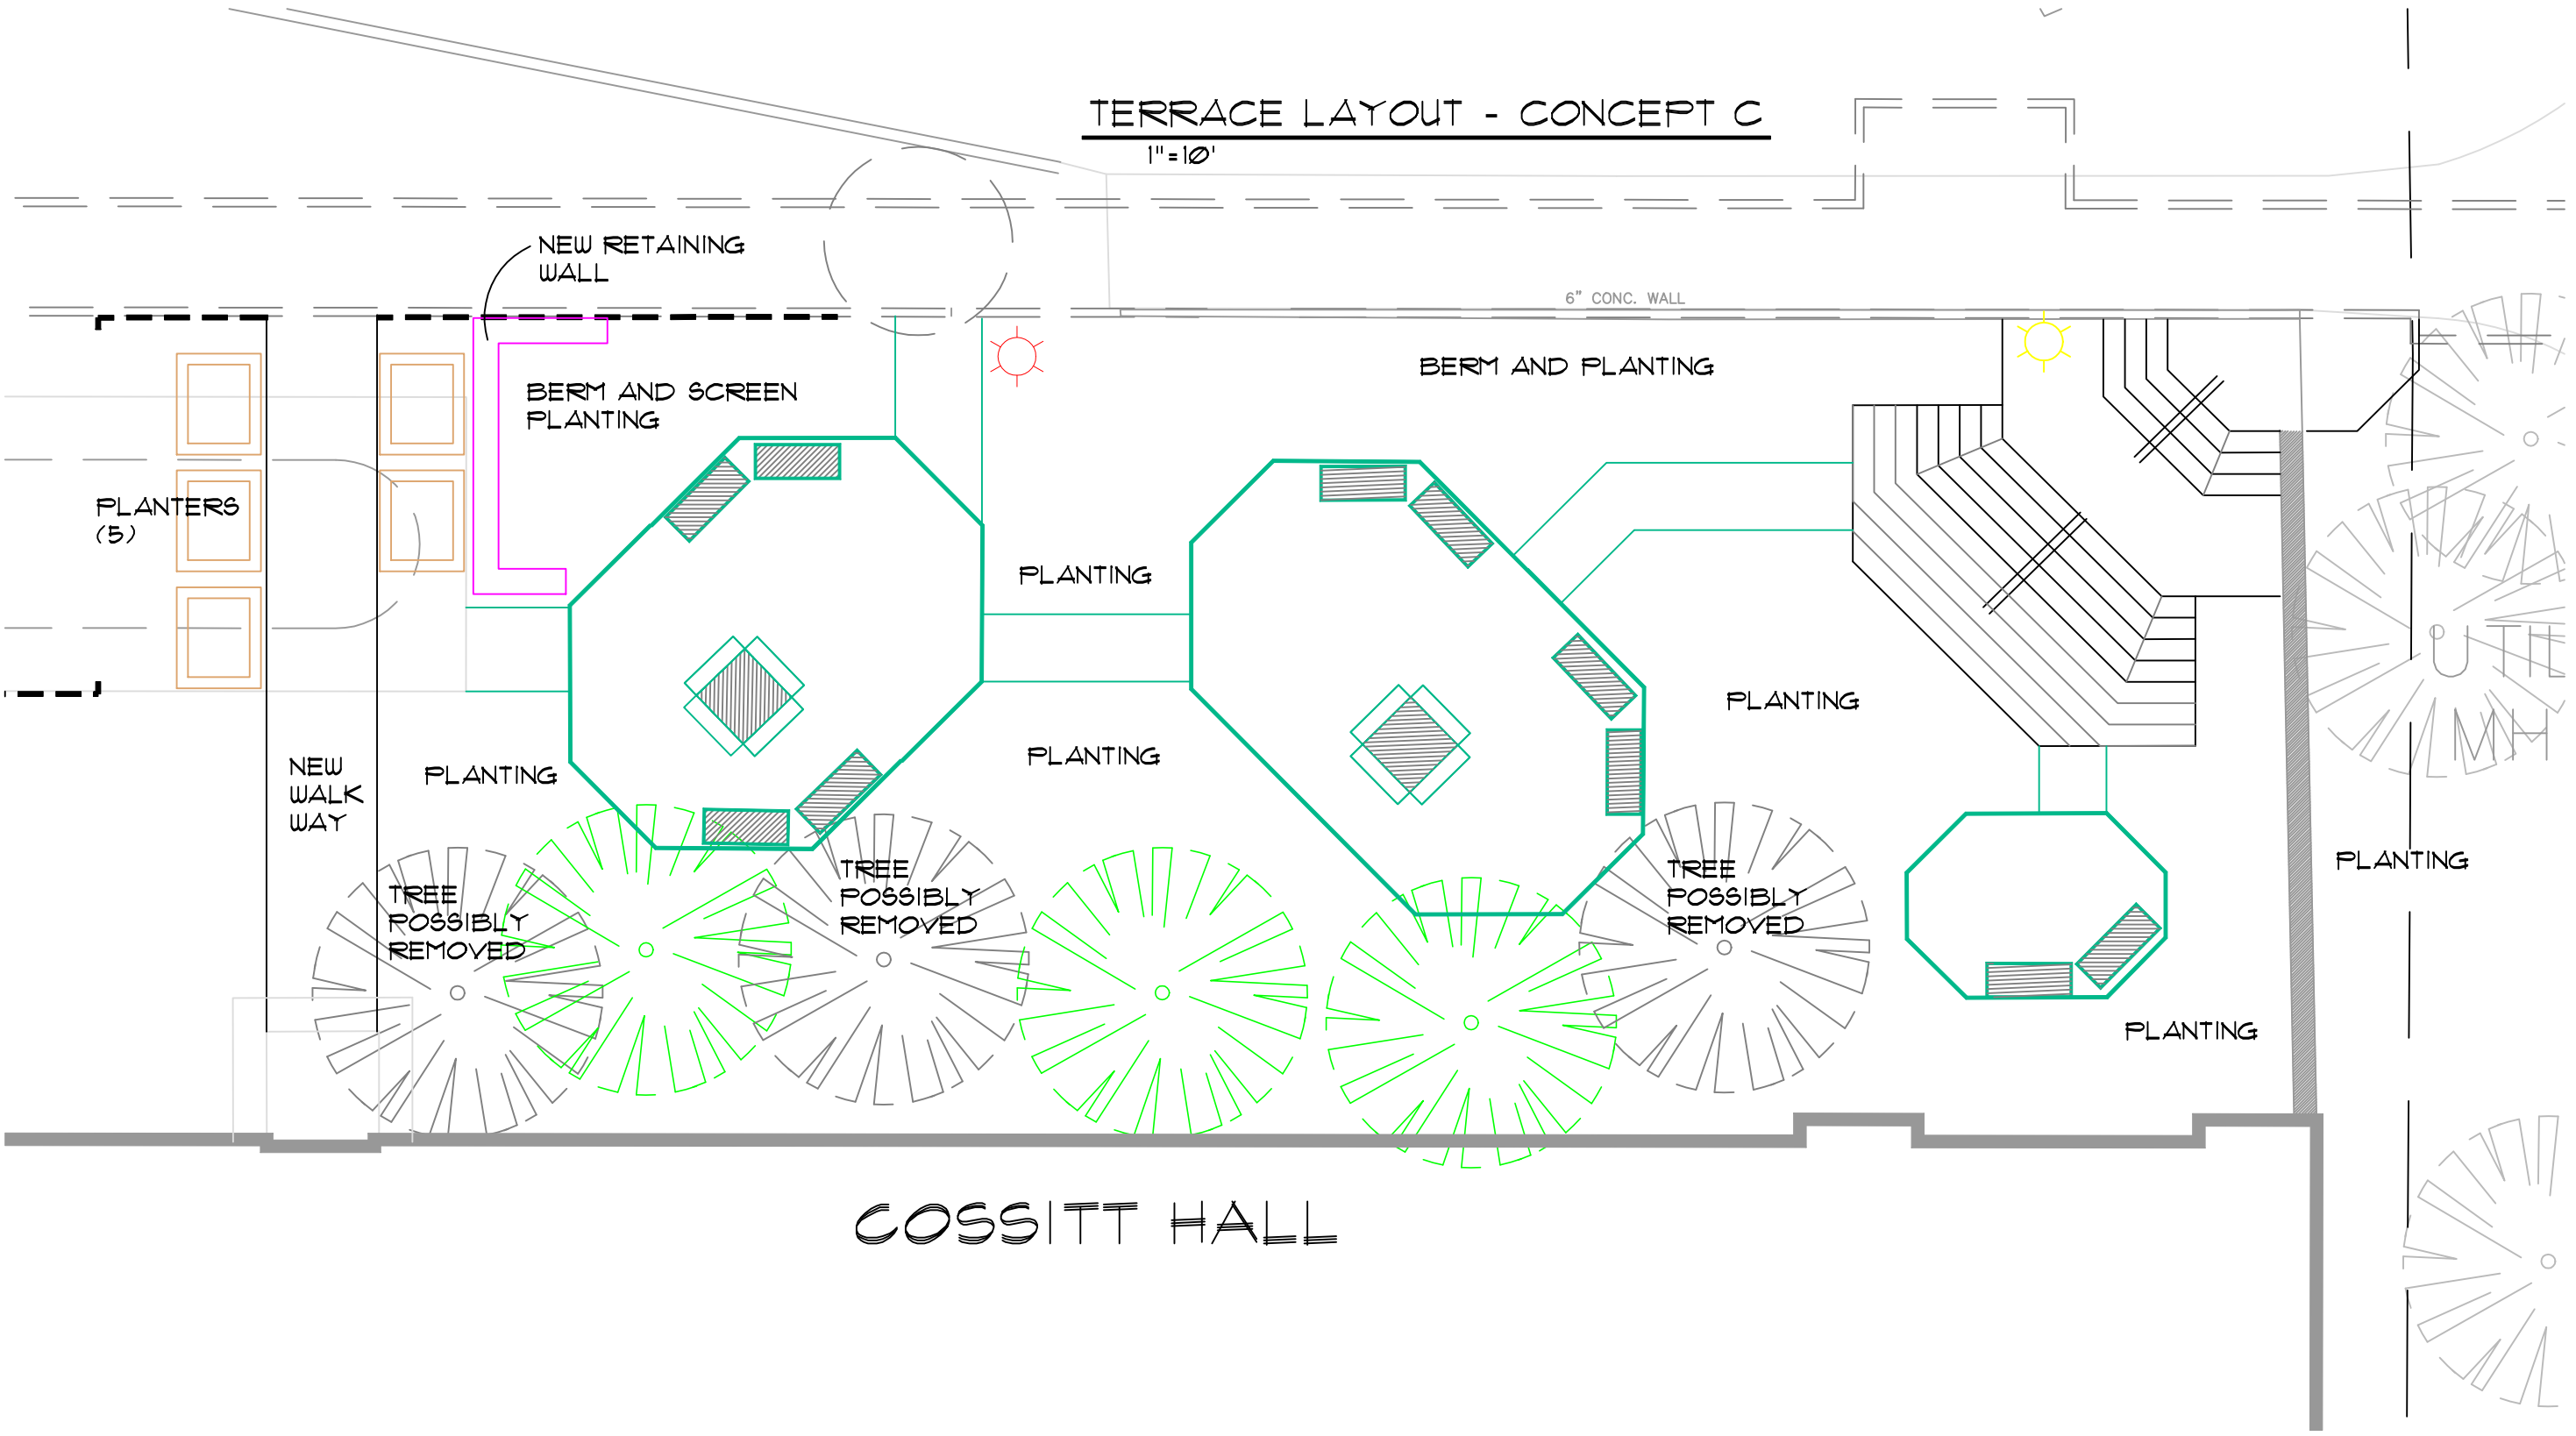 TERRACE LAYOUT - CONCEPT C
1"=10'
NEW RETAINING
WALL
6" CONC. WALL
BERM AND PLANTING
BERM AND SCREEN
PLANTING
PLANTERS
(5)
PLANTING
UTIL
MH
PLANTING
PLANTING
PLANTING
NEW
WALK
WAY
TREE
POSSIBLY
REMOVED
TREE
POSSIBLY
REMOVED
TREE
POSSIBLY
REMOVED
PLANTING
PLANTING
COSSITT HALL